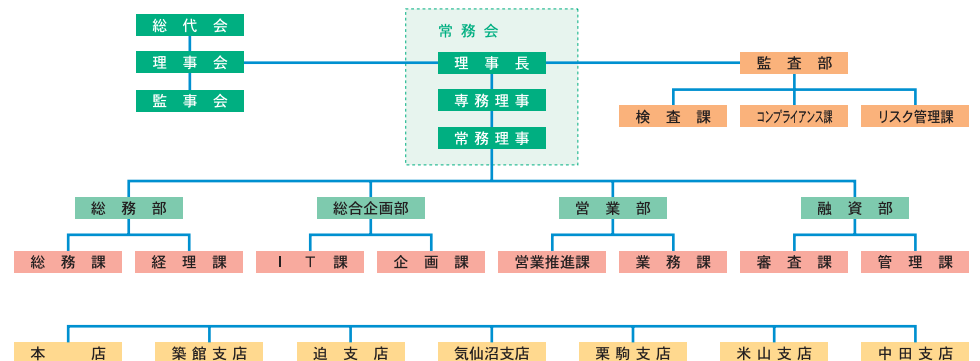 総代会
常務会
理事会
理事長
監査部
監事会
専務理事
検査課
コンプライアンス課
リスク管理課
常務理事
総務部
総合企画部
営業部
融資部
総務課
経理課
IT課
企画課
営業推進課
業務課
審査課
管理課
本店
築館支店
迫支店
気仙沼支店
栗駒支店
米山支店
中田支店